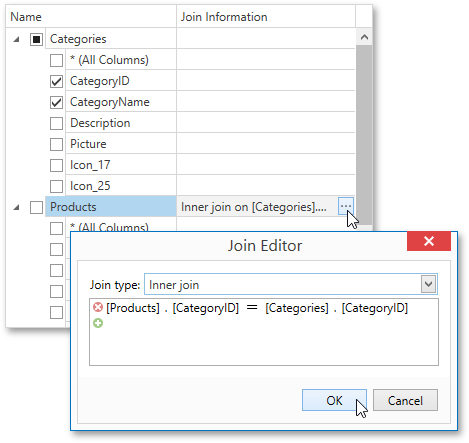 Name Join Information
Categories
* (All Columns)
CategoryID
CategoryName
Description
Picture
Icon_17
Icon_25
Products Inner join on [Categories].... ...
* (All Columns)
Join Editor
Join type: Inner join
[Products] . [CategoryID] = [Categories] . [CategoryID]
OK Cancel